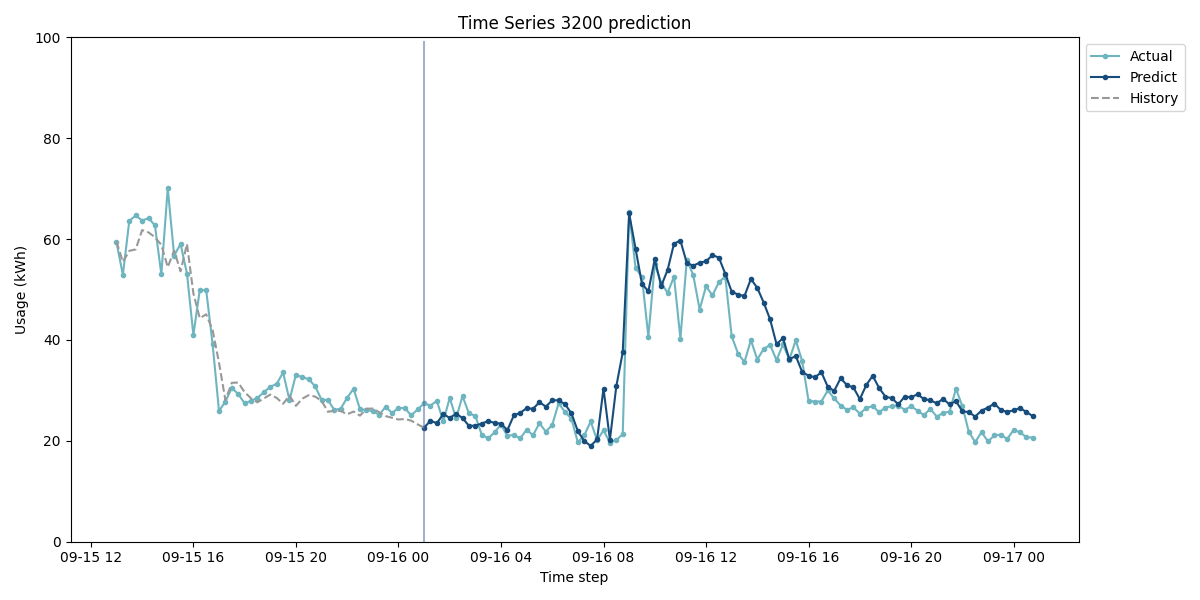 Time Series 3200 prediction
100
80
60
40
20
0
Usage (kWh)
09-15 12
09-15 16
09-15 20
09-16 00
09-16 04
09-16 08
09-16 12
09-16 16
09-16 20
09-17 00
Time step
Actual
Predict
History